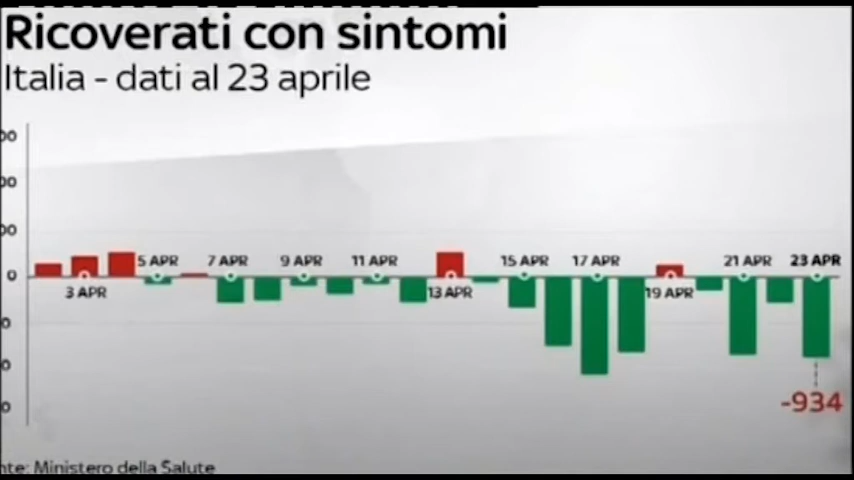 Ricoverati con sintomi
Italia - dati al 23 aprile
0
5 APR 7 APR 9 APR 11 APR 15 APR 17 APR 21 APR 23 APR
3 APR 13 APR 19 APR
-934
Ministero della Salute